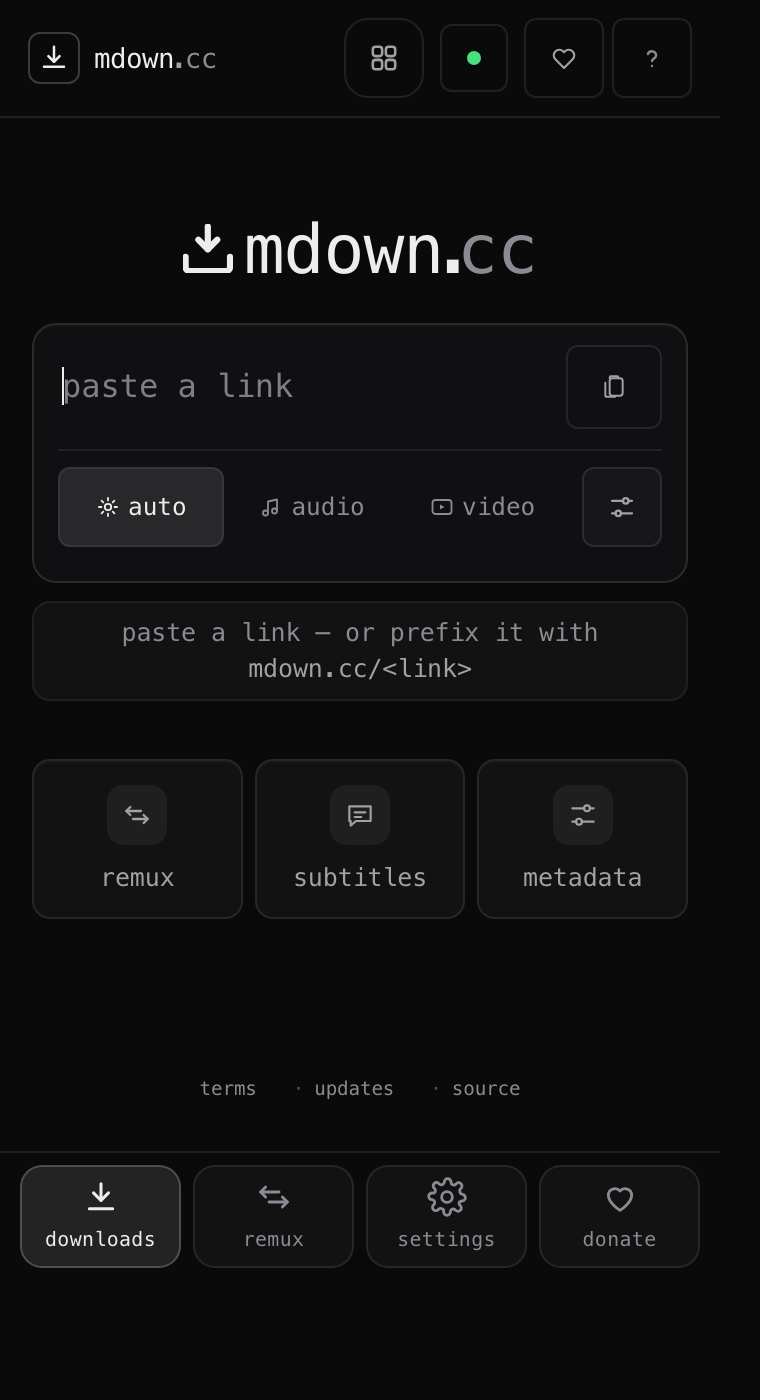 mdown.cc
?
mdown.cc
paste a link
auto
audio
video
paste a link — or prefix it with
mdown.cc/<link>
remux
subtitles
metadata
terms · updates · source
downloads
remux
settings
donate